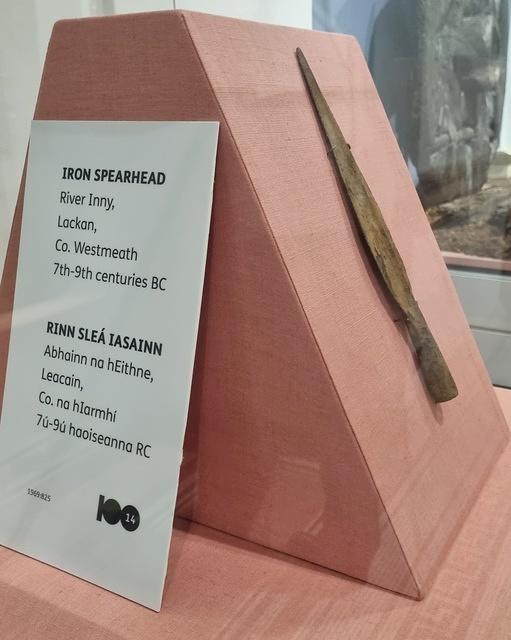 IRON SPEARHEAD
River Inny,
Lackan,
Co. Westmeath
7th-9th centuries BC
RINN SLEÁ IASAINN
Abhainn na hEithne,
Leacain,
Co. na hIarmhí
7ú-9ú haoiseanna RC
1969:825
100
14